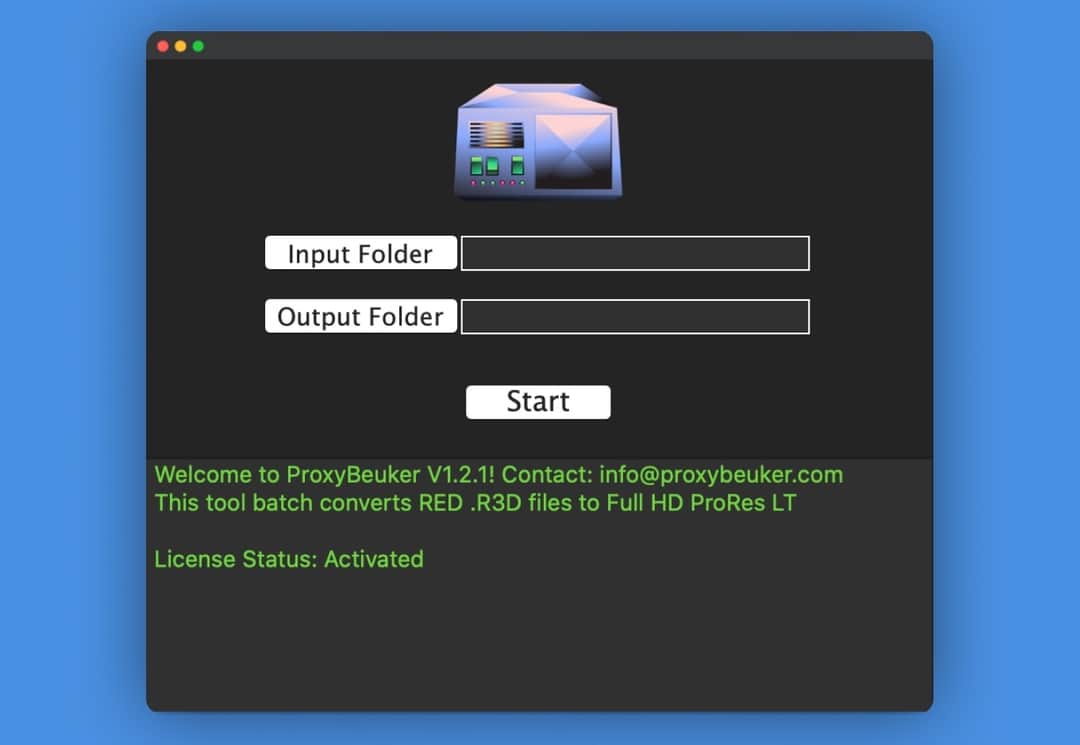 Input Folder
Output Folder
Start
Welcome to ProxyBeuker V1.2.1! Contact: info@proxybeuker.com
This tool batch converts RED .R3D files to Full HD ProRes LT
License Status: Activated